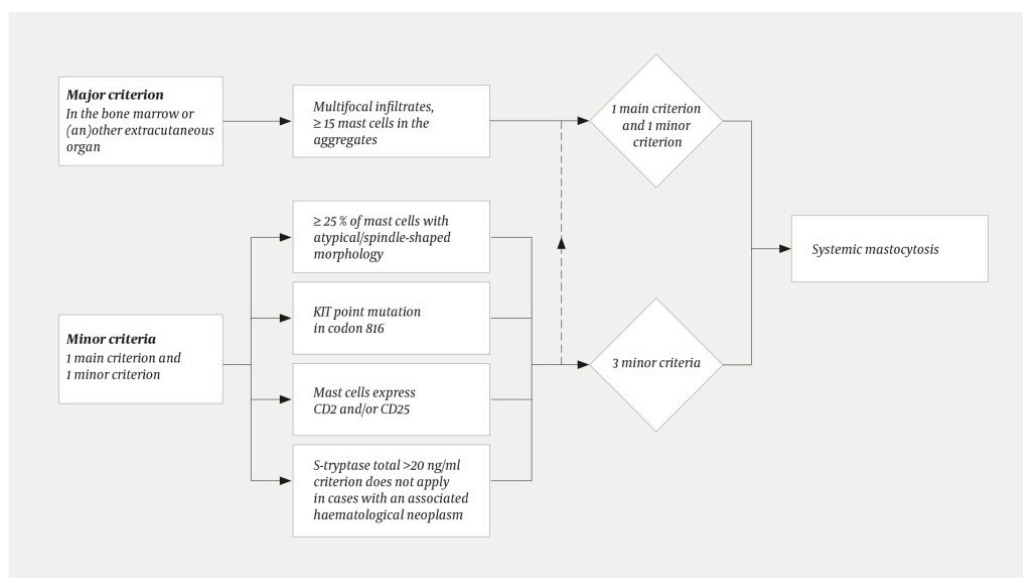 Major criterion
In the bone marrow or
(an)other extracutaneous
organ
Multifocal infiltrates,
≥ 15 mast cells in the
aggregates
1 main criterion
and 1 minor
criterion
≥ 25 % of mast cells with
atypical/spindle-shaped
morphology
Systemic mastocytosis
KIT point mutation
in codon 816
Minor criteria
1 main criterion and
1 minor criterion
3 minor criteria
Mast cells express
CD2 and/or CD25
S-tryptase total >20 ng/ml
criterion does not apply
in cases with an associated
haematological neoplasm